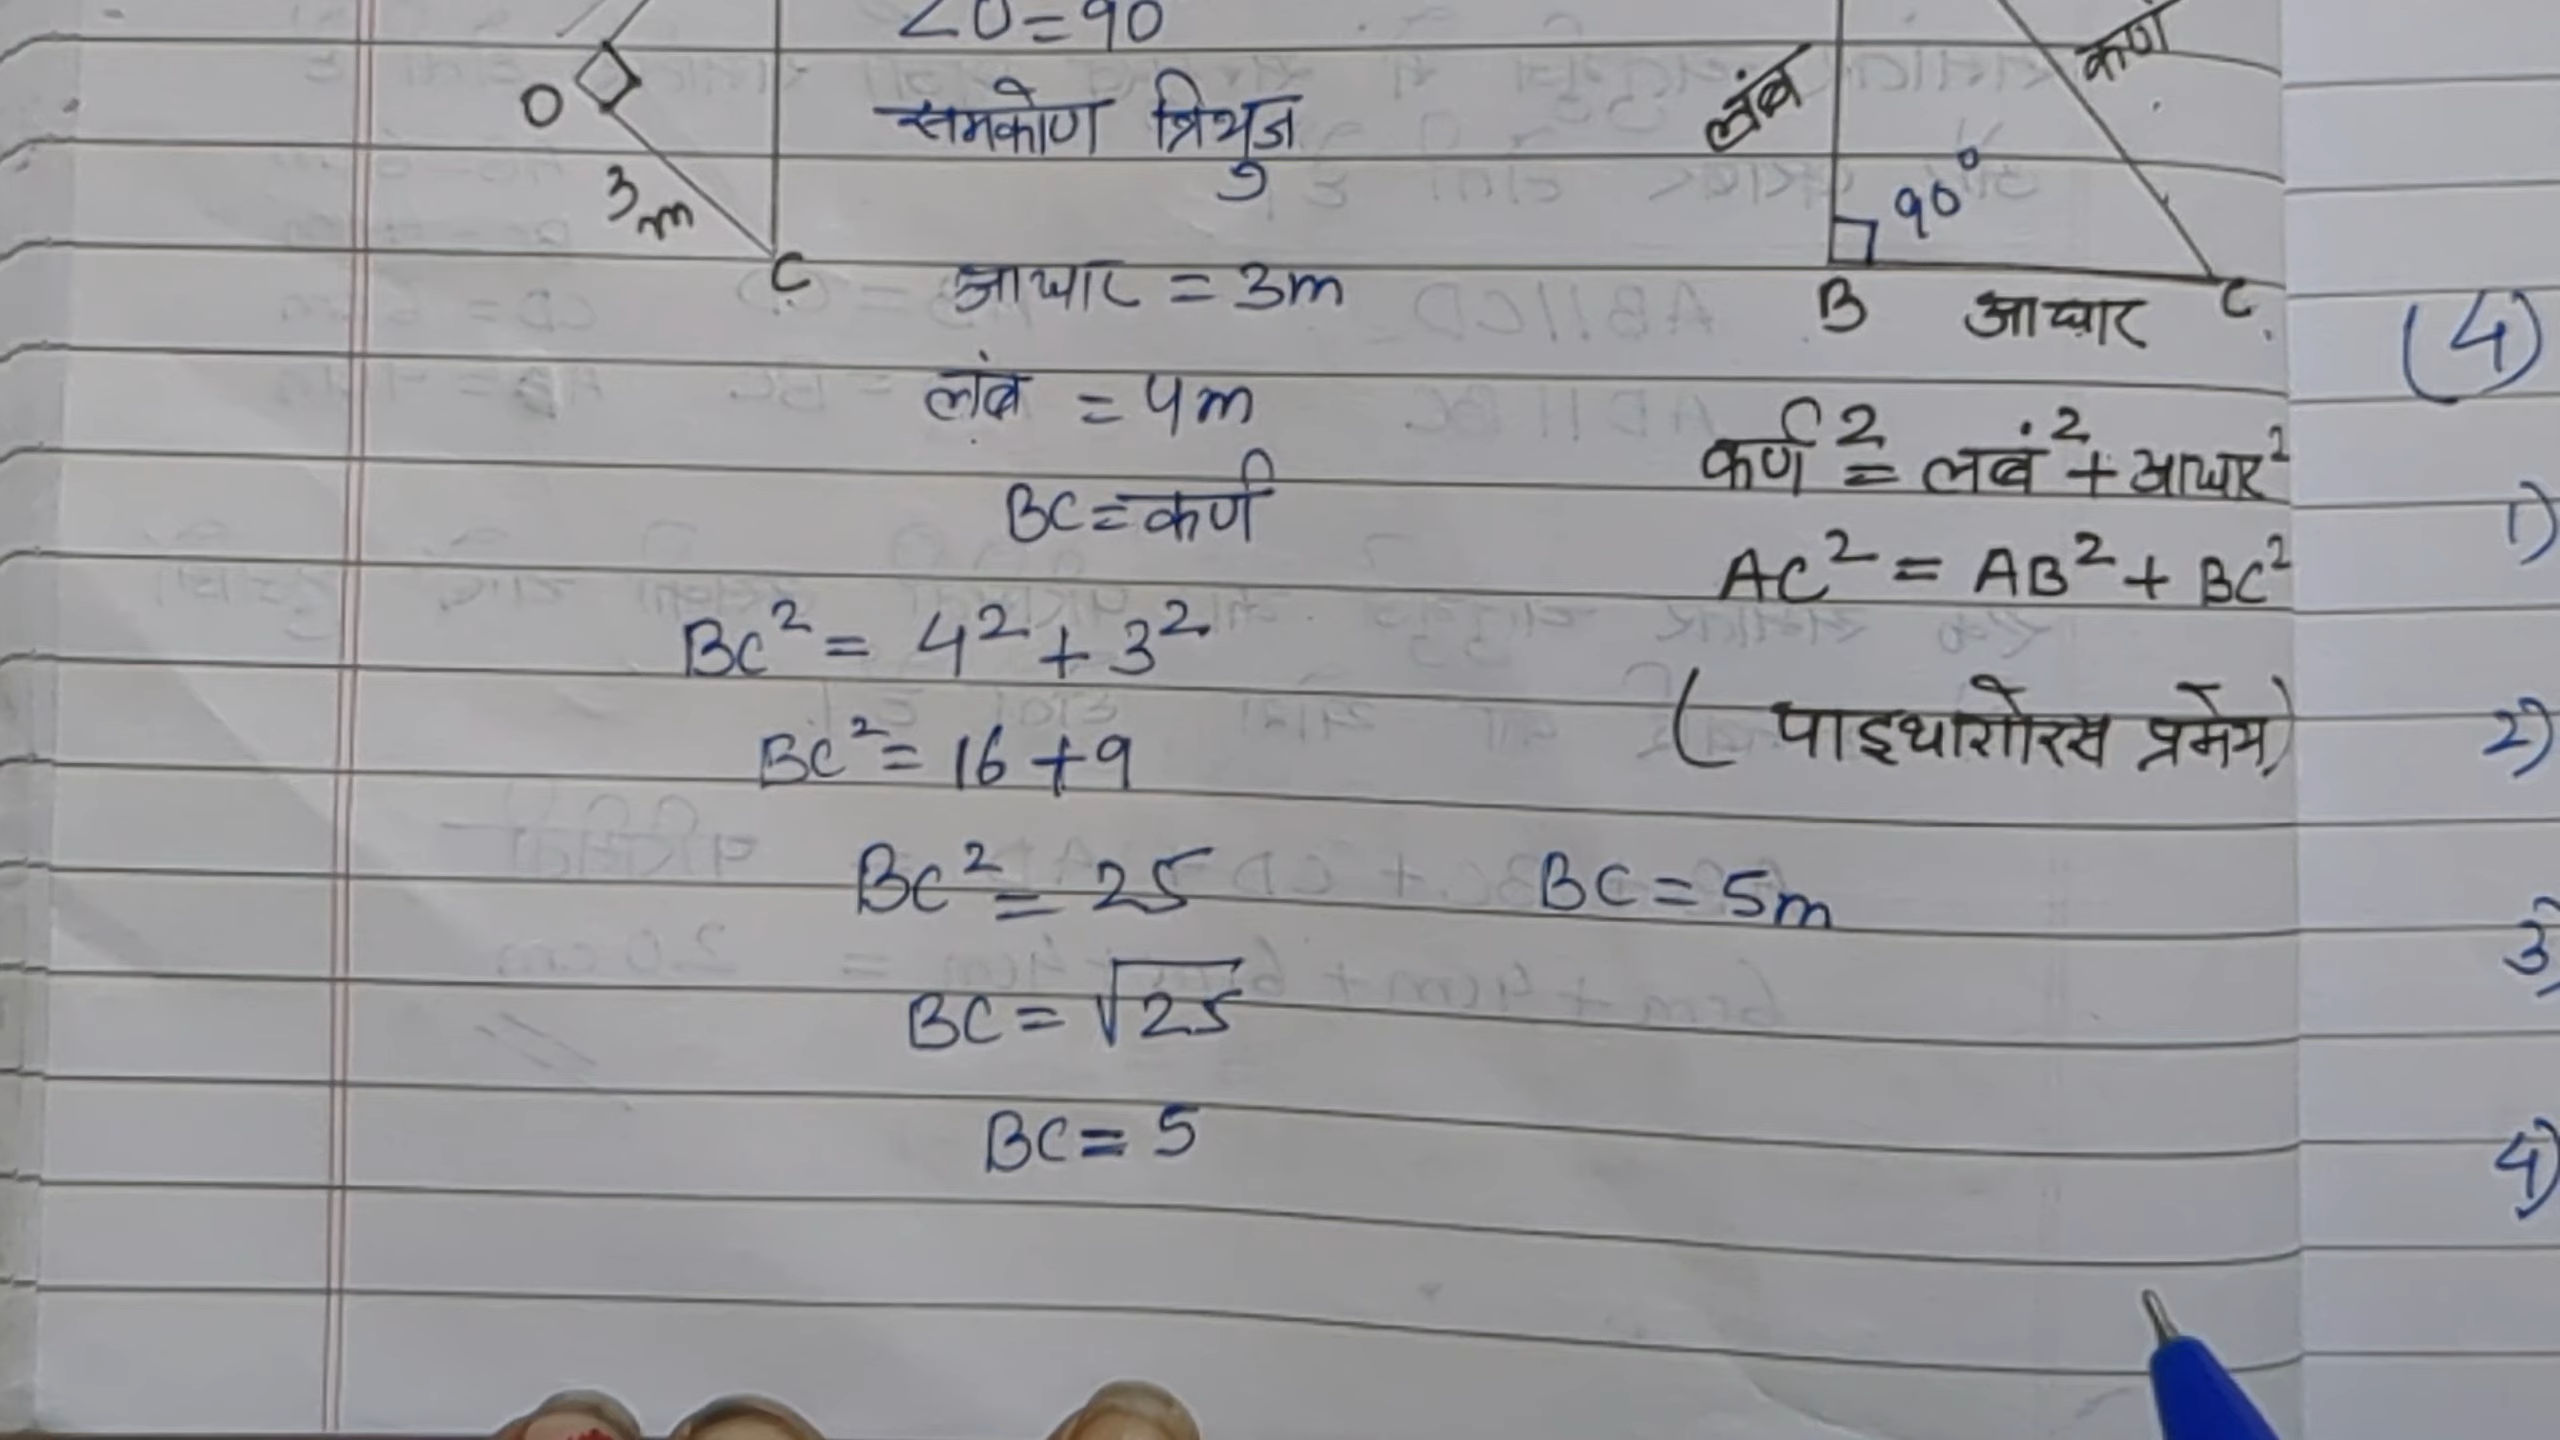 ∠O=90
O
समकोण त्रिभुज
3m
C
आधार = 3m
लंब = 4m
BC=कर्ण
BC² = 4² + 3²
BC² = 16 + 9
BC² = 25
BC = √25
BC = 5
BC = 5m
लंब
कर्ण
90°
B आधार C
कर्ण² = लबं² + आधार²
AC² = AB² + BC²
(पाइथागोरस प्रमेय)
(4)
1)
2)
3)
4)